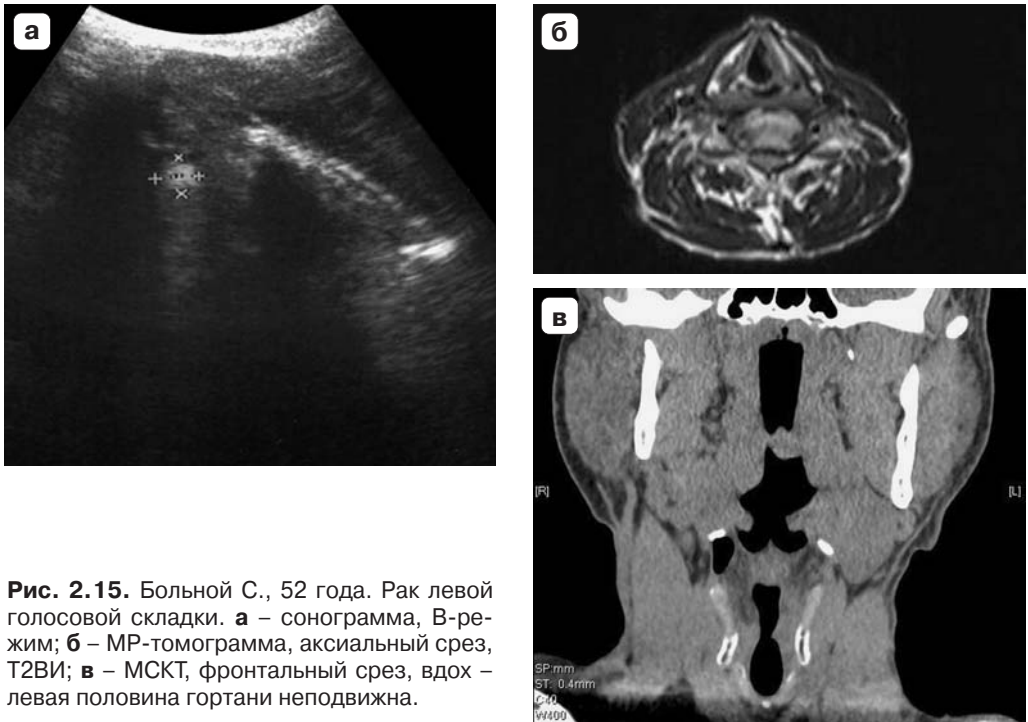 а
б
в
[R]
[L]
SP:mm
ST: 0.4mm
C40
W400
Рис. 2.15. Больной С., 52 года. Рак левой
голосовой складки. а – сонограмма, В-ре-
жим; б – МР-томограмма, аксиальный срез,
Т2ВИ; в – МСКТ, фронтальный срез, вдох –
левая половина гортани неподвижна.